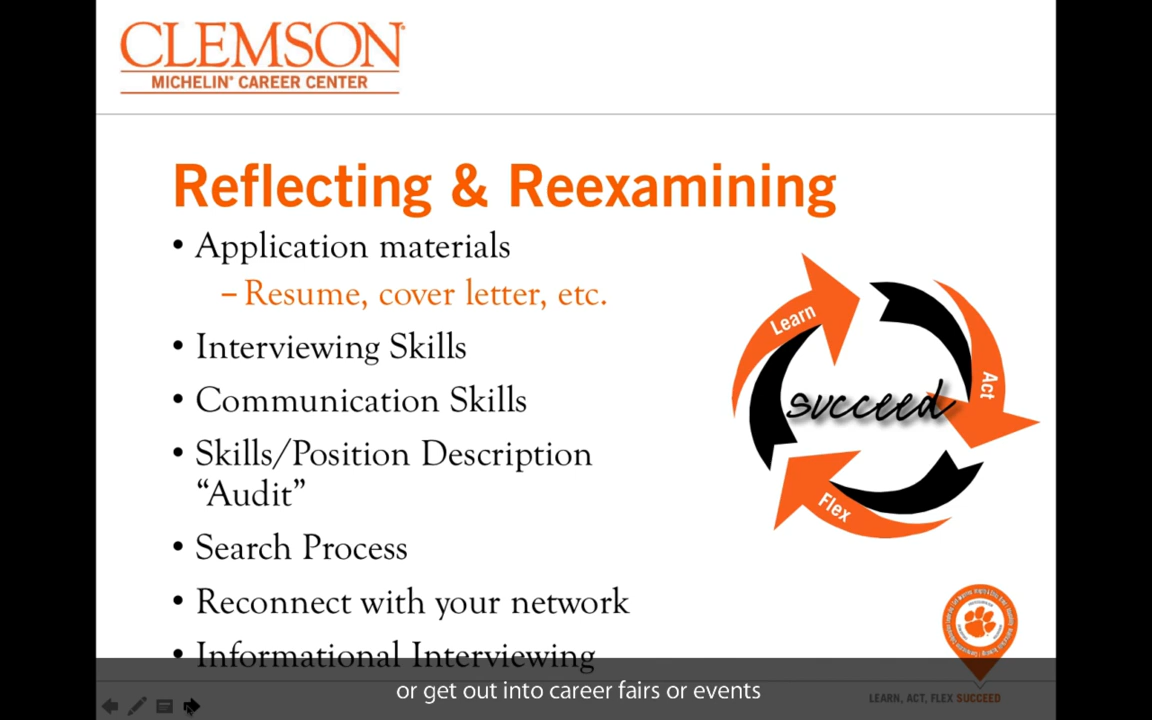 CLEMSON®
MICHELIN® CAREER CENTER
Reflecting & Reexamining
• Application materials
– Resume, cover letter, etc.
• Interviewing Skills
• Communication Skills
• Skills/Position Description
“Audit”
• Search Process
• Reconnect with your network
• Informational Interviewing
Learn
Act
succeed
Flex
LEARN, ACT, FLEX SUCCEED
or get out into career fairs or events